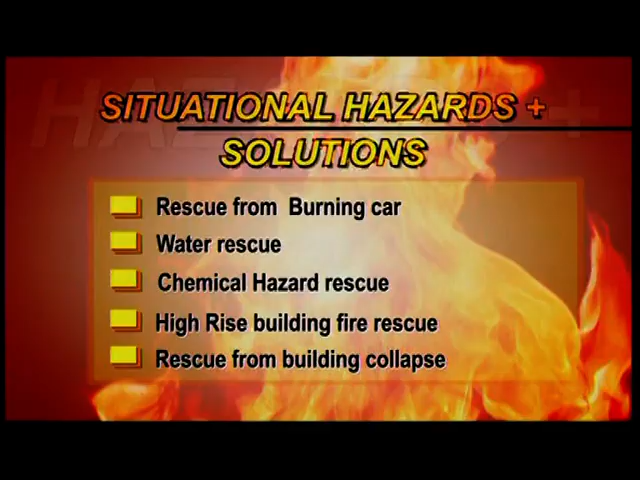 SITUATIONAL HAZARDS +
SOLUTIONS
Rescue from Burning car
Water rescue
Chemical Hazard rescue
High Rise building fire rescue
Rescue from building collapse